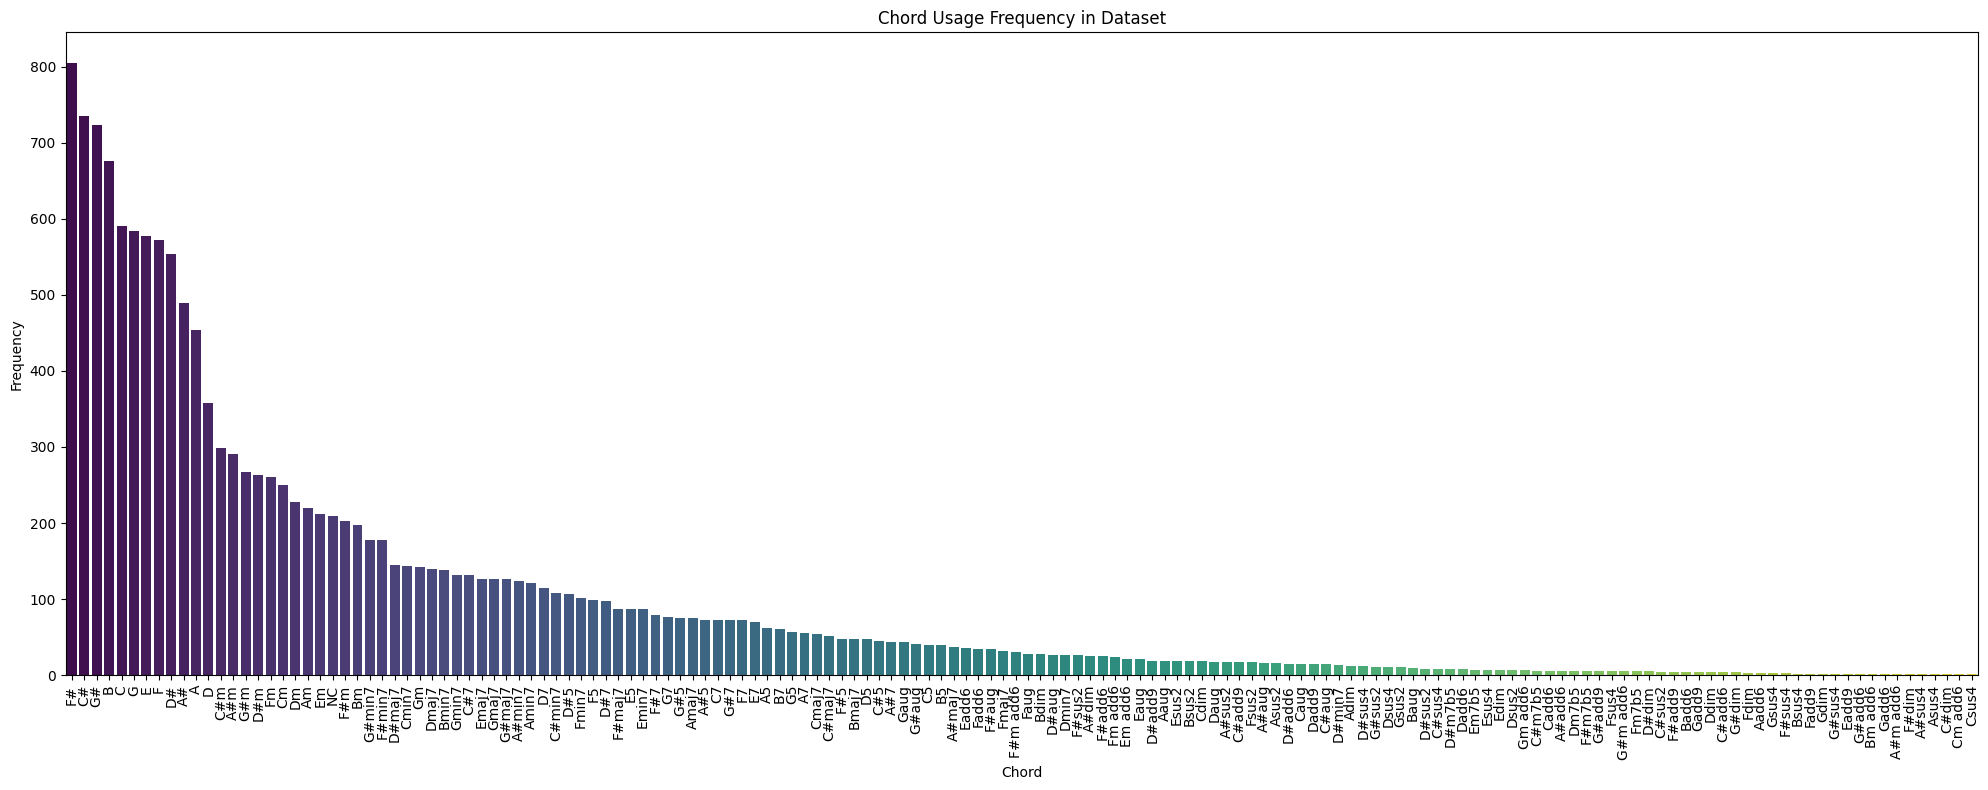 Chord Usage Frequency in Dataset
800
700
600
500
400
300
200
100
0
Frequency
F#
C#
G#
B
C
G
E
F
D#
A#
A
D
C#m
A#m
G#m
D#m
Fm
Cm
Dm
Am
Em
NC
F#m
Bm
G#min7
F#min7
D#maj7
Cmin7
Gm
Dmaj7
Bmin7
Gmin7
C#7
Emaj7
Gmaj7
G#maj7
A#min7
Amin7
D7
C#min7
D#5
Fmin7
F5
D#7
F#maj7
E5
Emin7
F#7
G7
G#5
Amaj7
A#5
C7
G#7
F7
E7
A5
B7
G5
A7
Cmaj7
C#maj7
F#5
Bmaj7
D5
C#5
A#7
Gaug
G#aug
C5
B5
A#maj7
Eadd6
Fadd6
F#aug
Fmaj7
F#m add6
Faug
Bdim
D#aug
Dmin7
F#sus2
A#dim
F#add6
Fm add6
Em add6
Eaug
D#add9
Aaug
Esus2
Bsus2
Cdim
Daug
A#sus2
C#add9
Fsus2
A#aug
Asus2
D#add6
Caug
Dadd9
C#aug
D#min7
Adim
D#sus4
G#sus2
Dsus4
Gsus2
Baug
D#sus2
C#sus4
D#m7b5
Dadd6
Em7b5
Esus4
Edim
Dsus2
Gm add6
C#m7b5
Cadd6
A#add6
Dm7b5
F#m7b5
G#add9
Fsus4
G#m add6
Fm7b5
D#dim
C#sus2
F#add9
Badd6
Gadd9
Ddim
C#add6
G#dim
Fdim
Aadd6
Gsus4
F#sus4
Bsus4
Fadd9
Gdim
G#sus4
Eadd9
G#add6
Bm add6
Gadd6
A#m add6
F#dim
A#sus4
Asus4
C#dim
Cm add6
Csus4
Chord